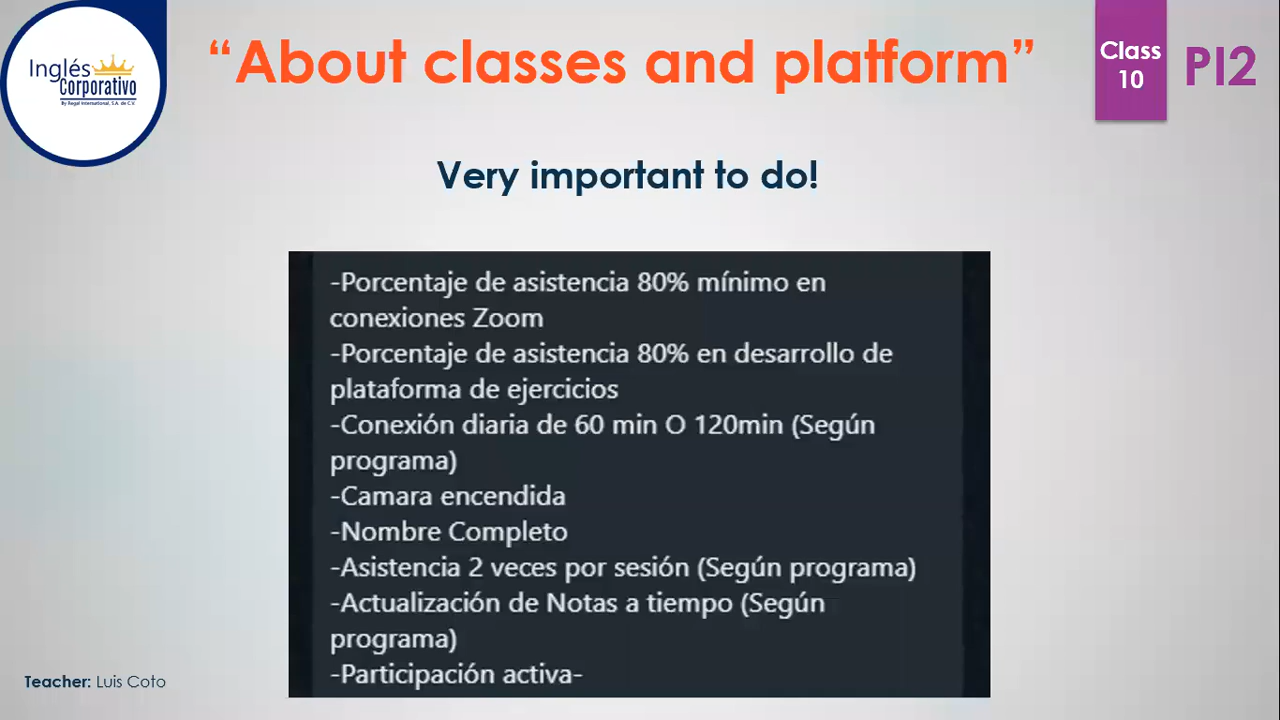 Inglés
Corporativo
By Regal International, S.A. de C.V.
“About classes and platform”
Class
10
PI2
Very important to do!
-Porcentaje de asistencia 80% mínimo en
conexiones Zoom
-Porcentaje de asistencia 80% en desarrollo de
plataforma de ejercicios
-Conexión diaria de 60 min O 120min (Según
programa)
-Camara encendida
-Nombre Completo
-Asistencia 2 veces por sesión (Según programa)
-Actualización de Notas a tiempo (Según
programa)
-Participación activa-
Teacher: Luis Coto